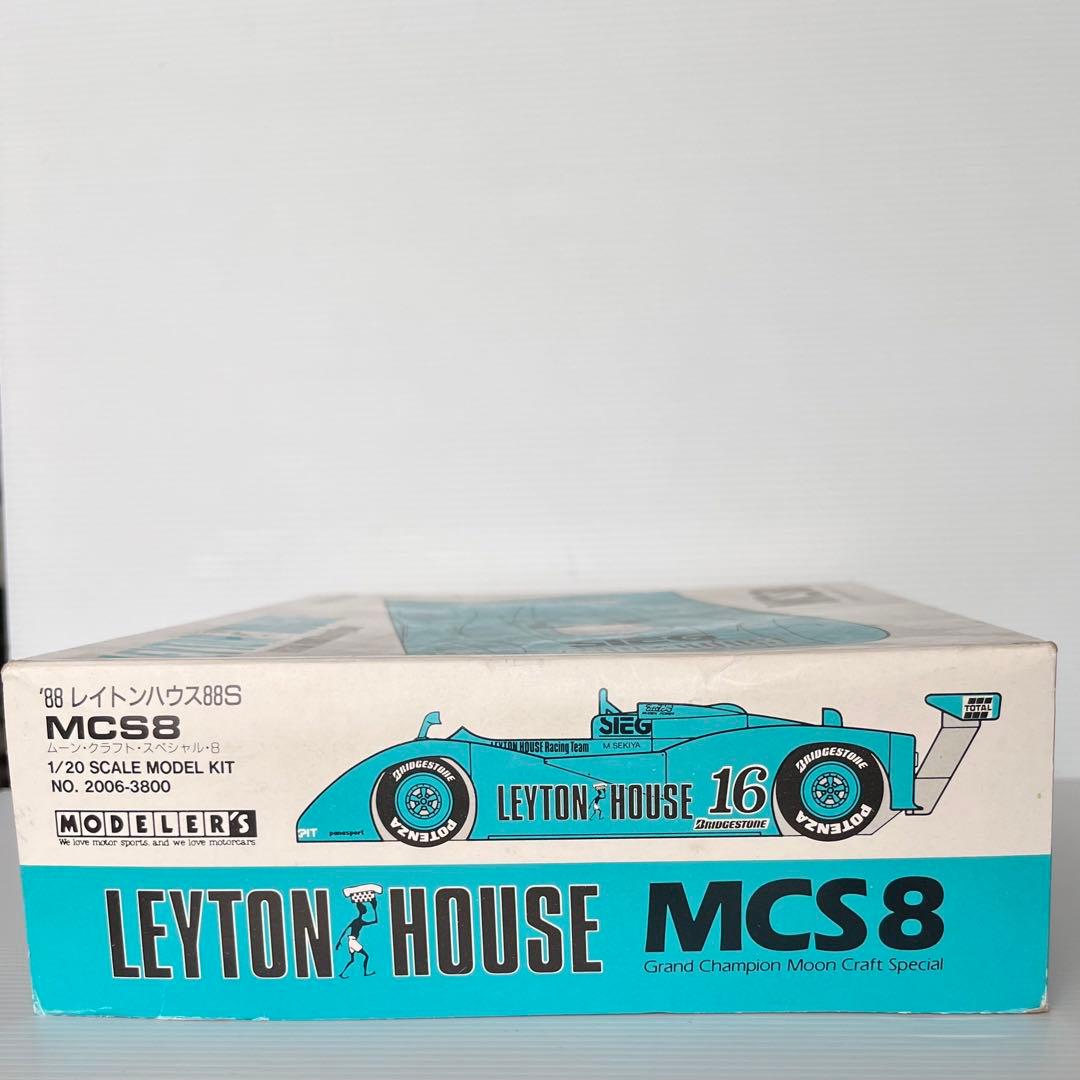 '88 レイトンハウス88S
MCS8
ムーン・クラフト・スペシャル・8
1/20 SCALE MODEL KIT
NO. 2006-3800
MODELER'S
We love motor sports, and we love motorcars
SIEG
LEYTON HOUSE Racing Team
M.SEKIYA
TOTAL
BRIDGESTONE
POTENZA
LEYTON HOUSE
16
BRIDGESTONE
BRIDGESTONE
POTENZA
PIT
panasport
LEYTON HOUSE
MCS8
Grand Champion Moon Craft Special